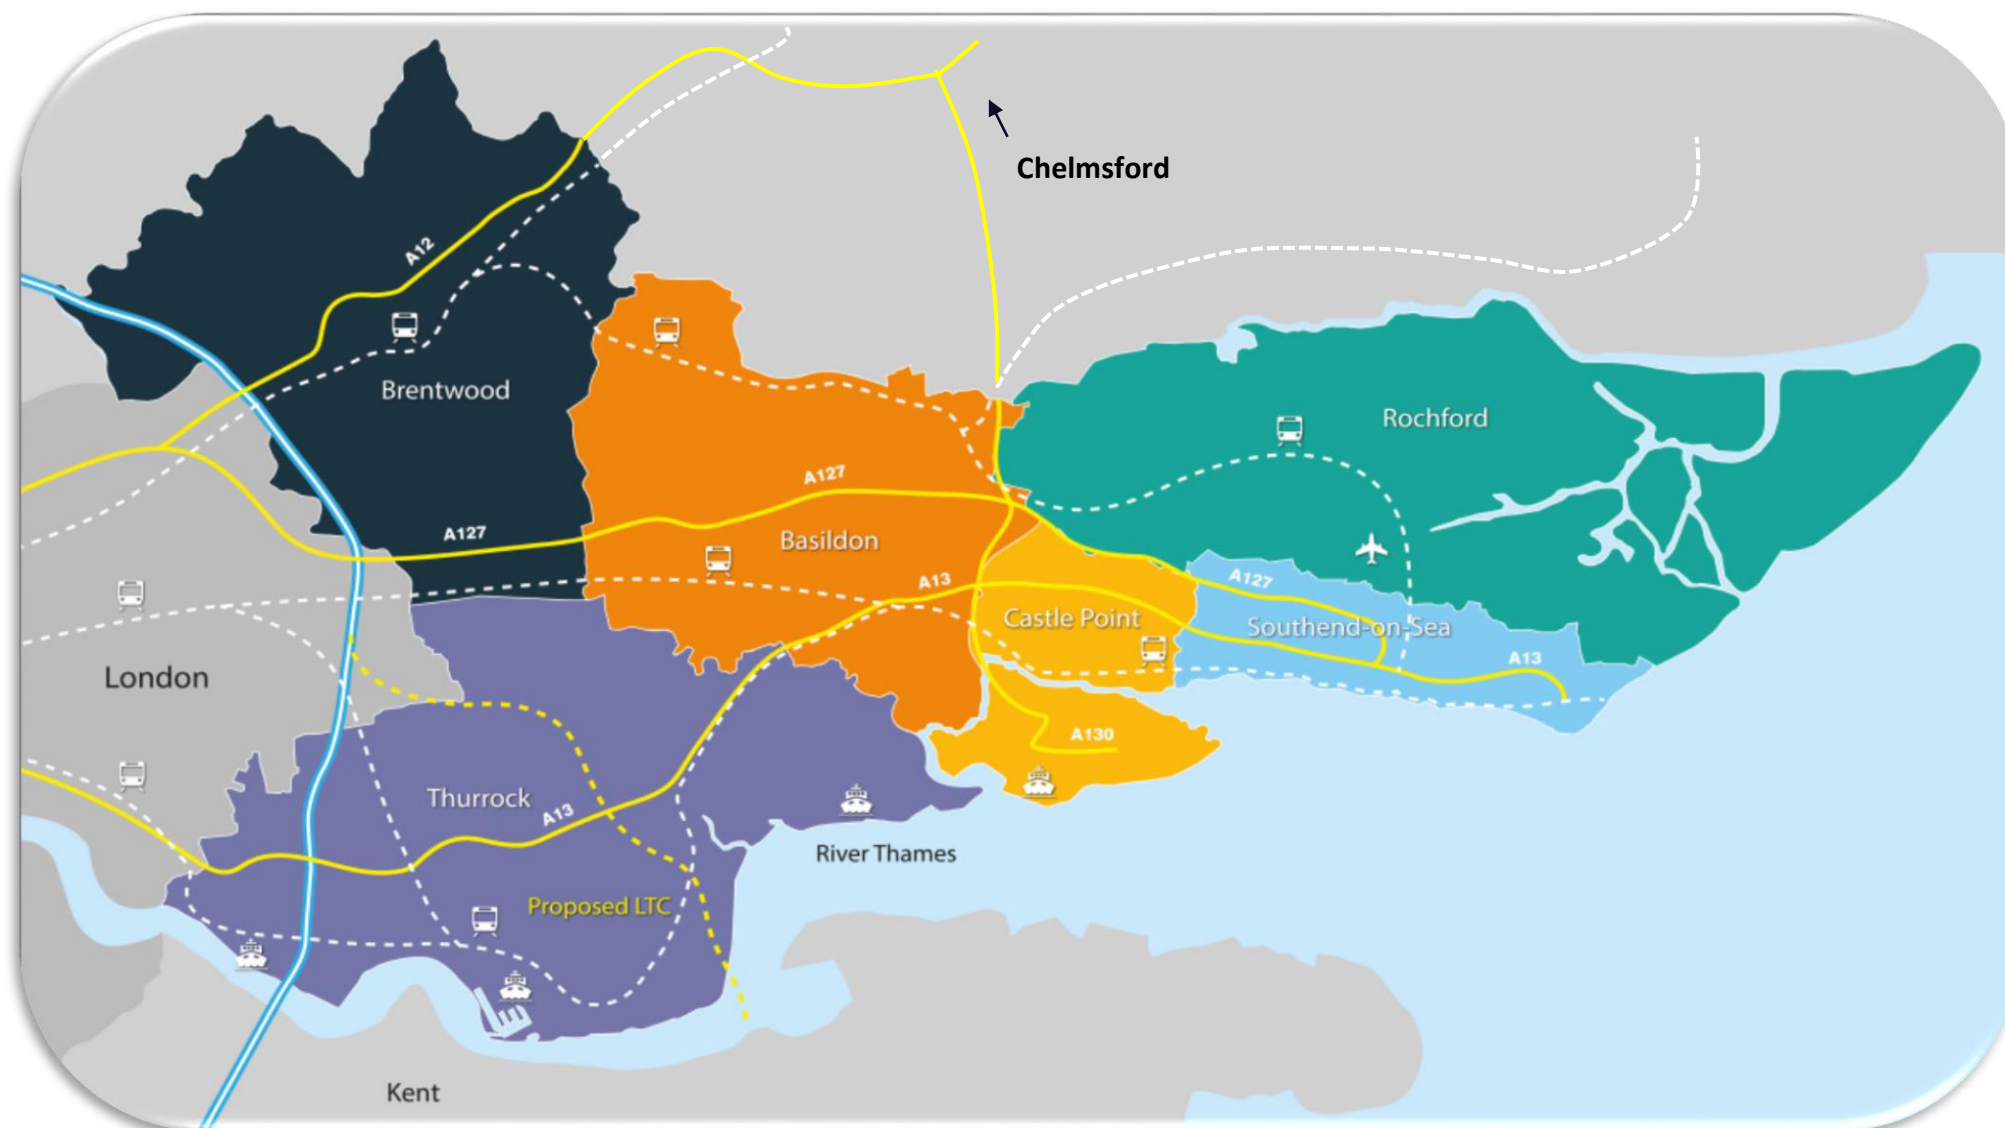 Chelmsford
A12
Brentwood
Rochford
A127
A127
Basildon
A13
A127
Castle Point
Southend-on-Sea
A13
London
A130
Thurrock
A13
River Thames
Proposed LTC
Kent